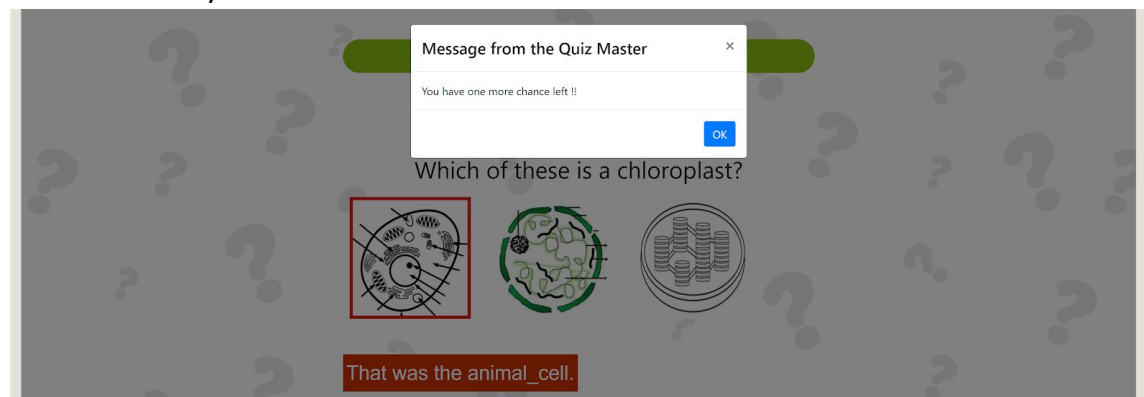 Message from the Quiz Master ×
You have one more chance left !!
OK
Which of these is a chloroplast?
That was the animal_cell.